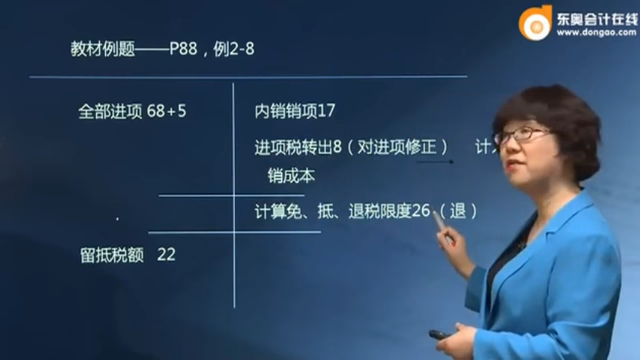 东奥会计在线
www.dongao.com
教材例题——P88，例2-8
全部进项 68+5
内销销项17
进项税转出8（对进项修正） 计
销成本
计算免、抵、退税限度26（退）
留抵税额 22